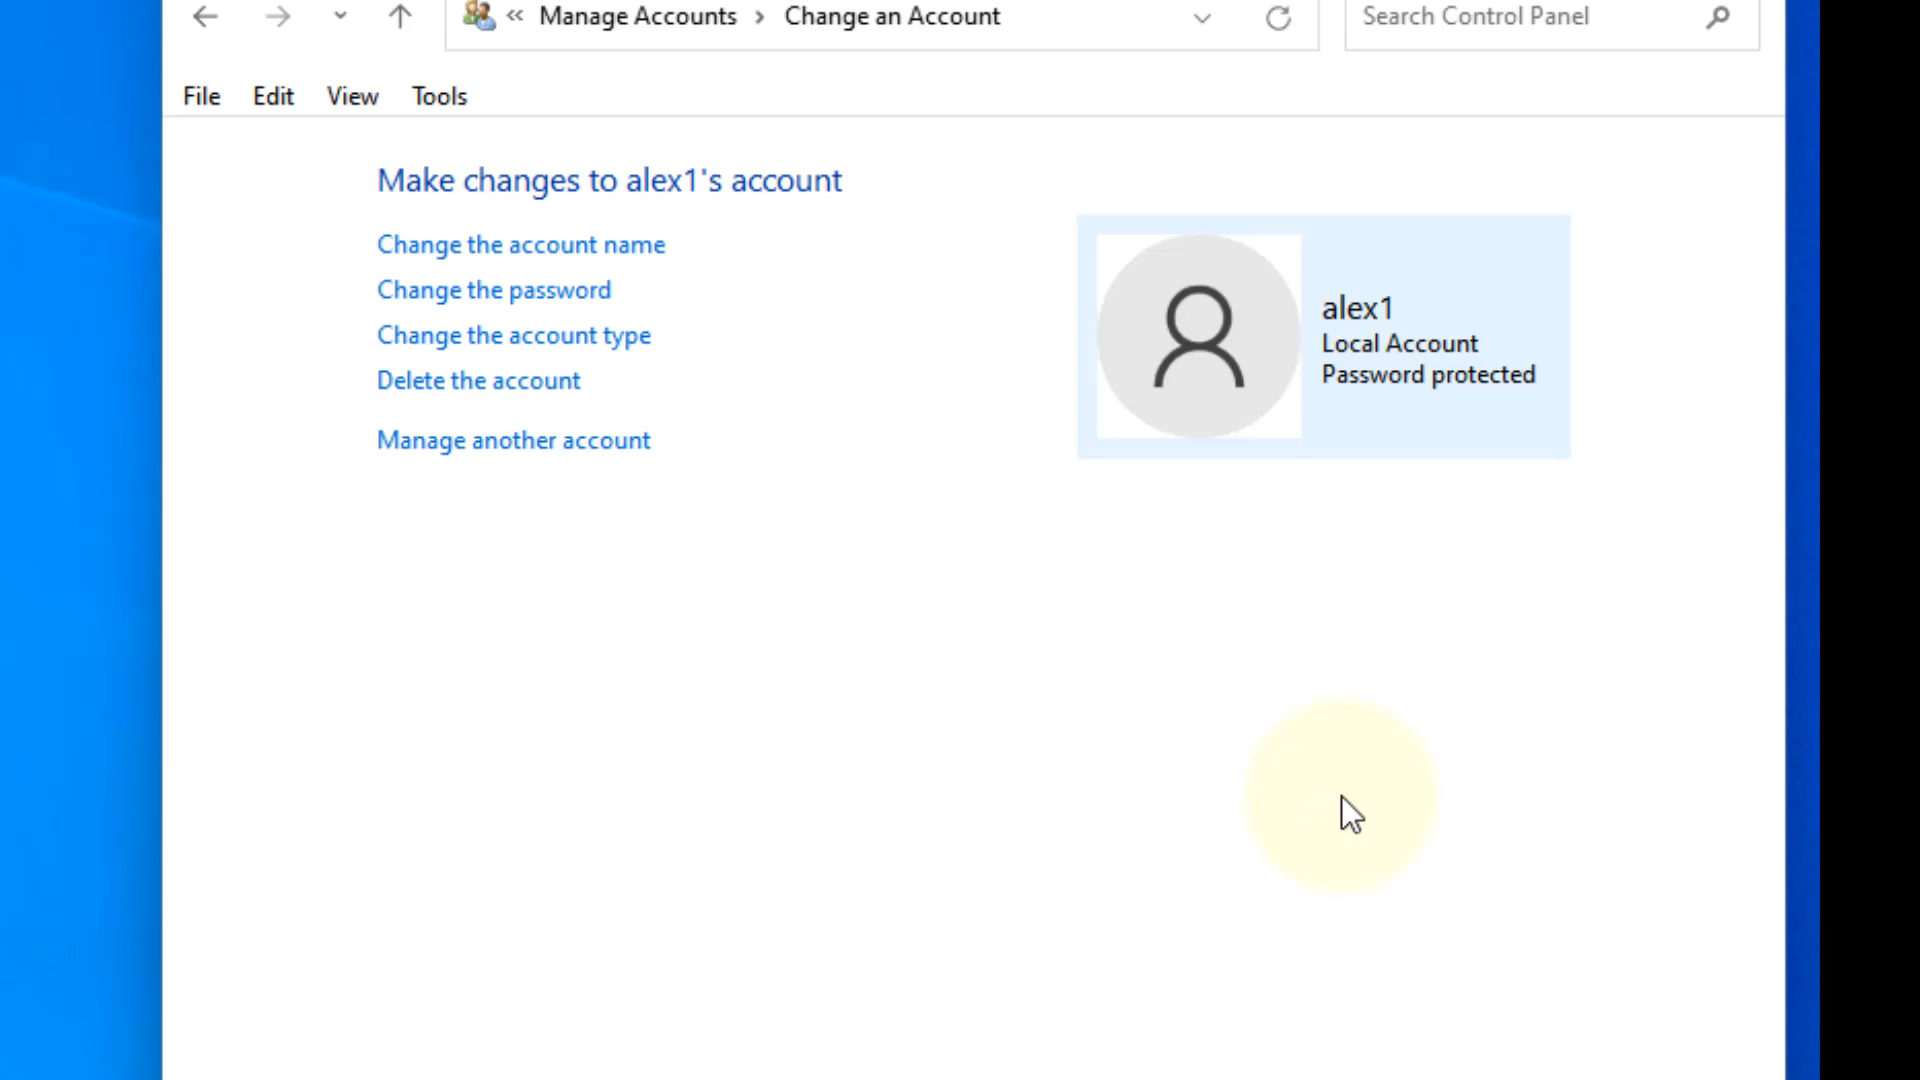 « Manage Accounts > Change an Account
Search Control Panel
File Edit View Tools
Make changes to alex1's account
Change the account name
Change the password
Change the account type
Delete the account
Manage another account
alex1
Local Account
Password protected